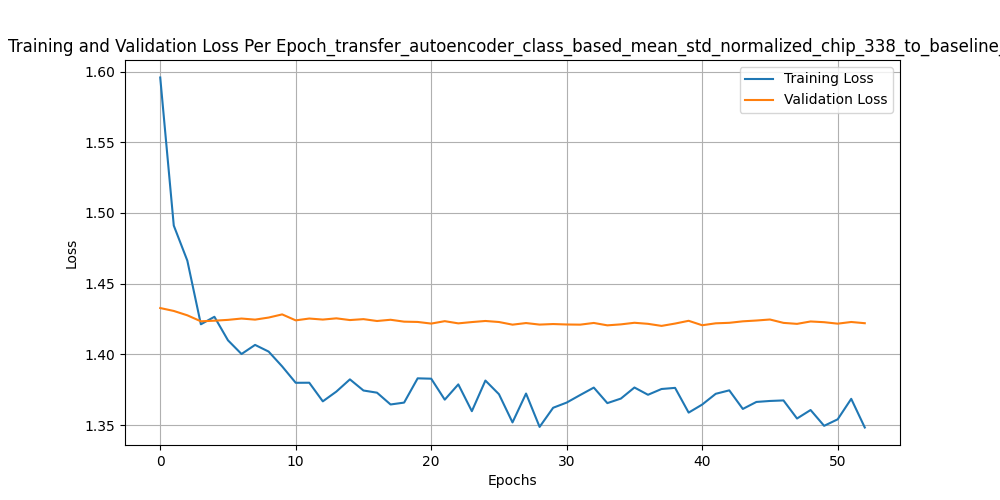 Training and Validation Loss Per Epoch_transfer_autoencoder_class_based_mean_std_normalized_chip_338_to_baseline_
Training Loss
Validation Loss
1.60
1.55
1.50
1.45
1.40
1.35
Loss
0 10 20 30 40 50
Epochs